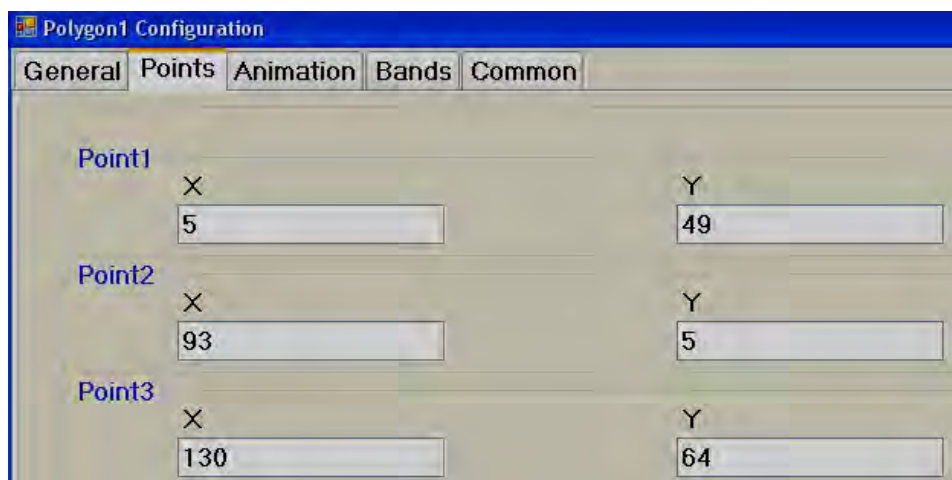 Polygon1 Configuration
General Points Animation Bands Common
Point1
X Y
5 49
Point2
X Y
93 5
Point3
X Y
130 64